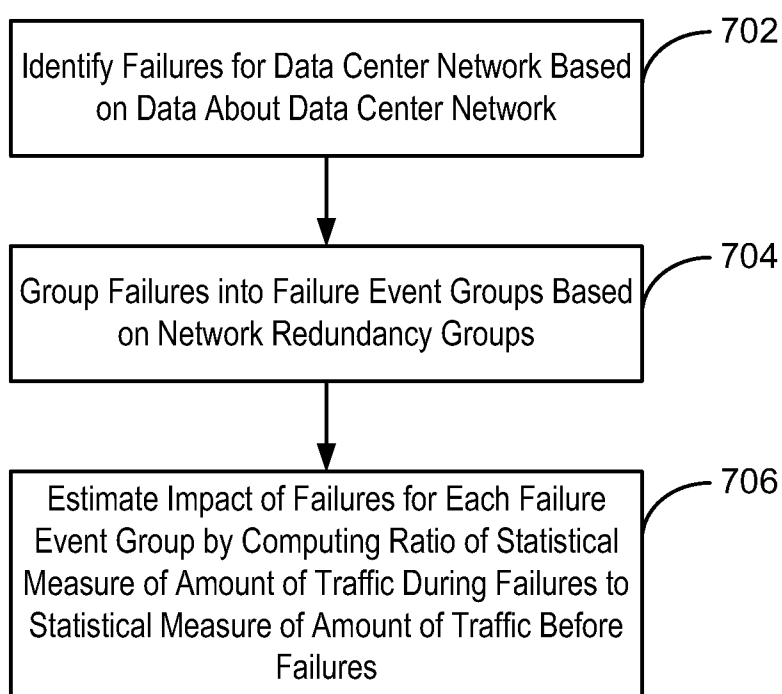 702
Identify Failures for Data Center Network Based
on Data About Data Center Network
704
Group Failures into Failure Event Groups Based
on Network Redundancy Groups
706
Estimate Impact of Failures for Each Failure
Event Group by Computing Ratio of Statistical
Measure of Amount of Traffic During Failures to
Statistical Measure of Amount of Traffic Before
Failures